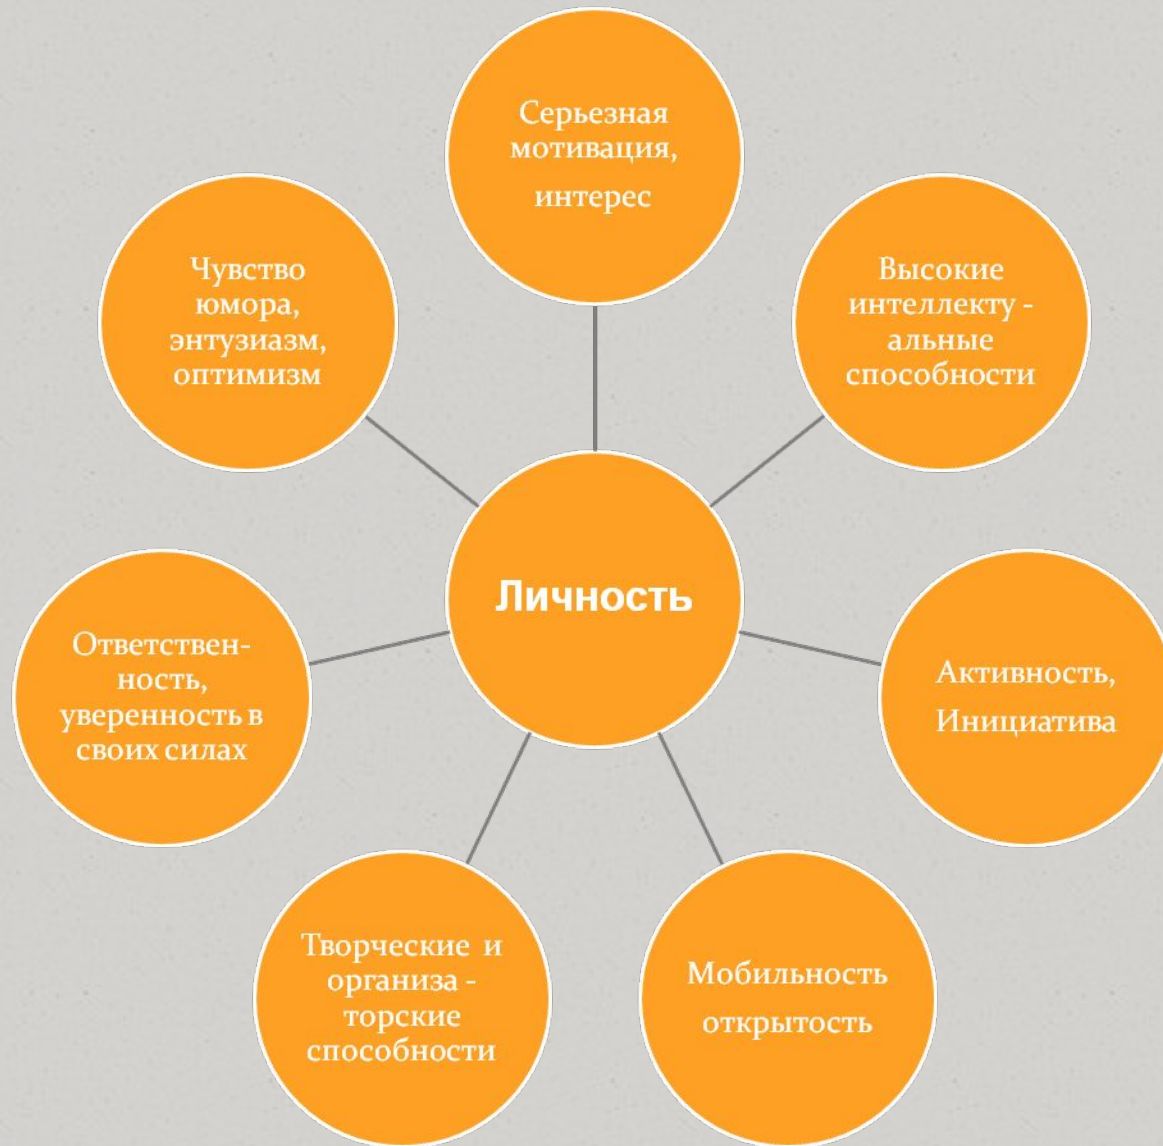 Серьезная
мотивация,
интерес
Чувство
юмора,
энтузиазм,
оптимизм
Высокие
интеллекту -
альные
способности
Личность
Ответствен-
ность,
уверенность в
своих силах
Активность,
Инициатива
Творческие и
организа -
торские
способности
Мобильность
открытость